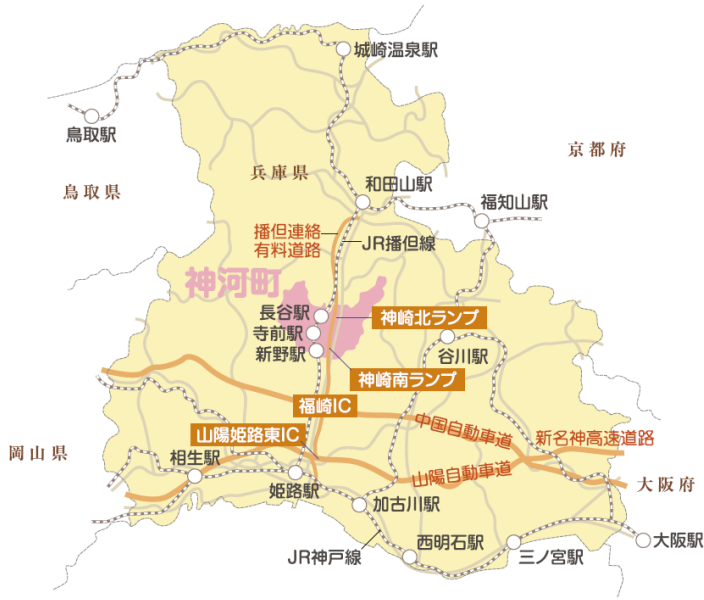 城崎温泉駅
鳥取駅
京都府
兵庫県
鳥取県
和田山駅
福知山駅
播但連絡
有料道路
JR播但線
神河町
長谷駅
神崎北ランプ
寺前駅
新野駅
谷川駅
神崎南ランプ
福崎IC
中国自動車道
山陽姫路東IC
新名神高速道路
岡山県
相生駅
姫路駅
山陽自動車道
大阪府
加古川駅
西明石駅
大阪駅
三ノ宮駅
JR神戸線